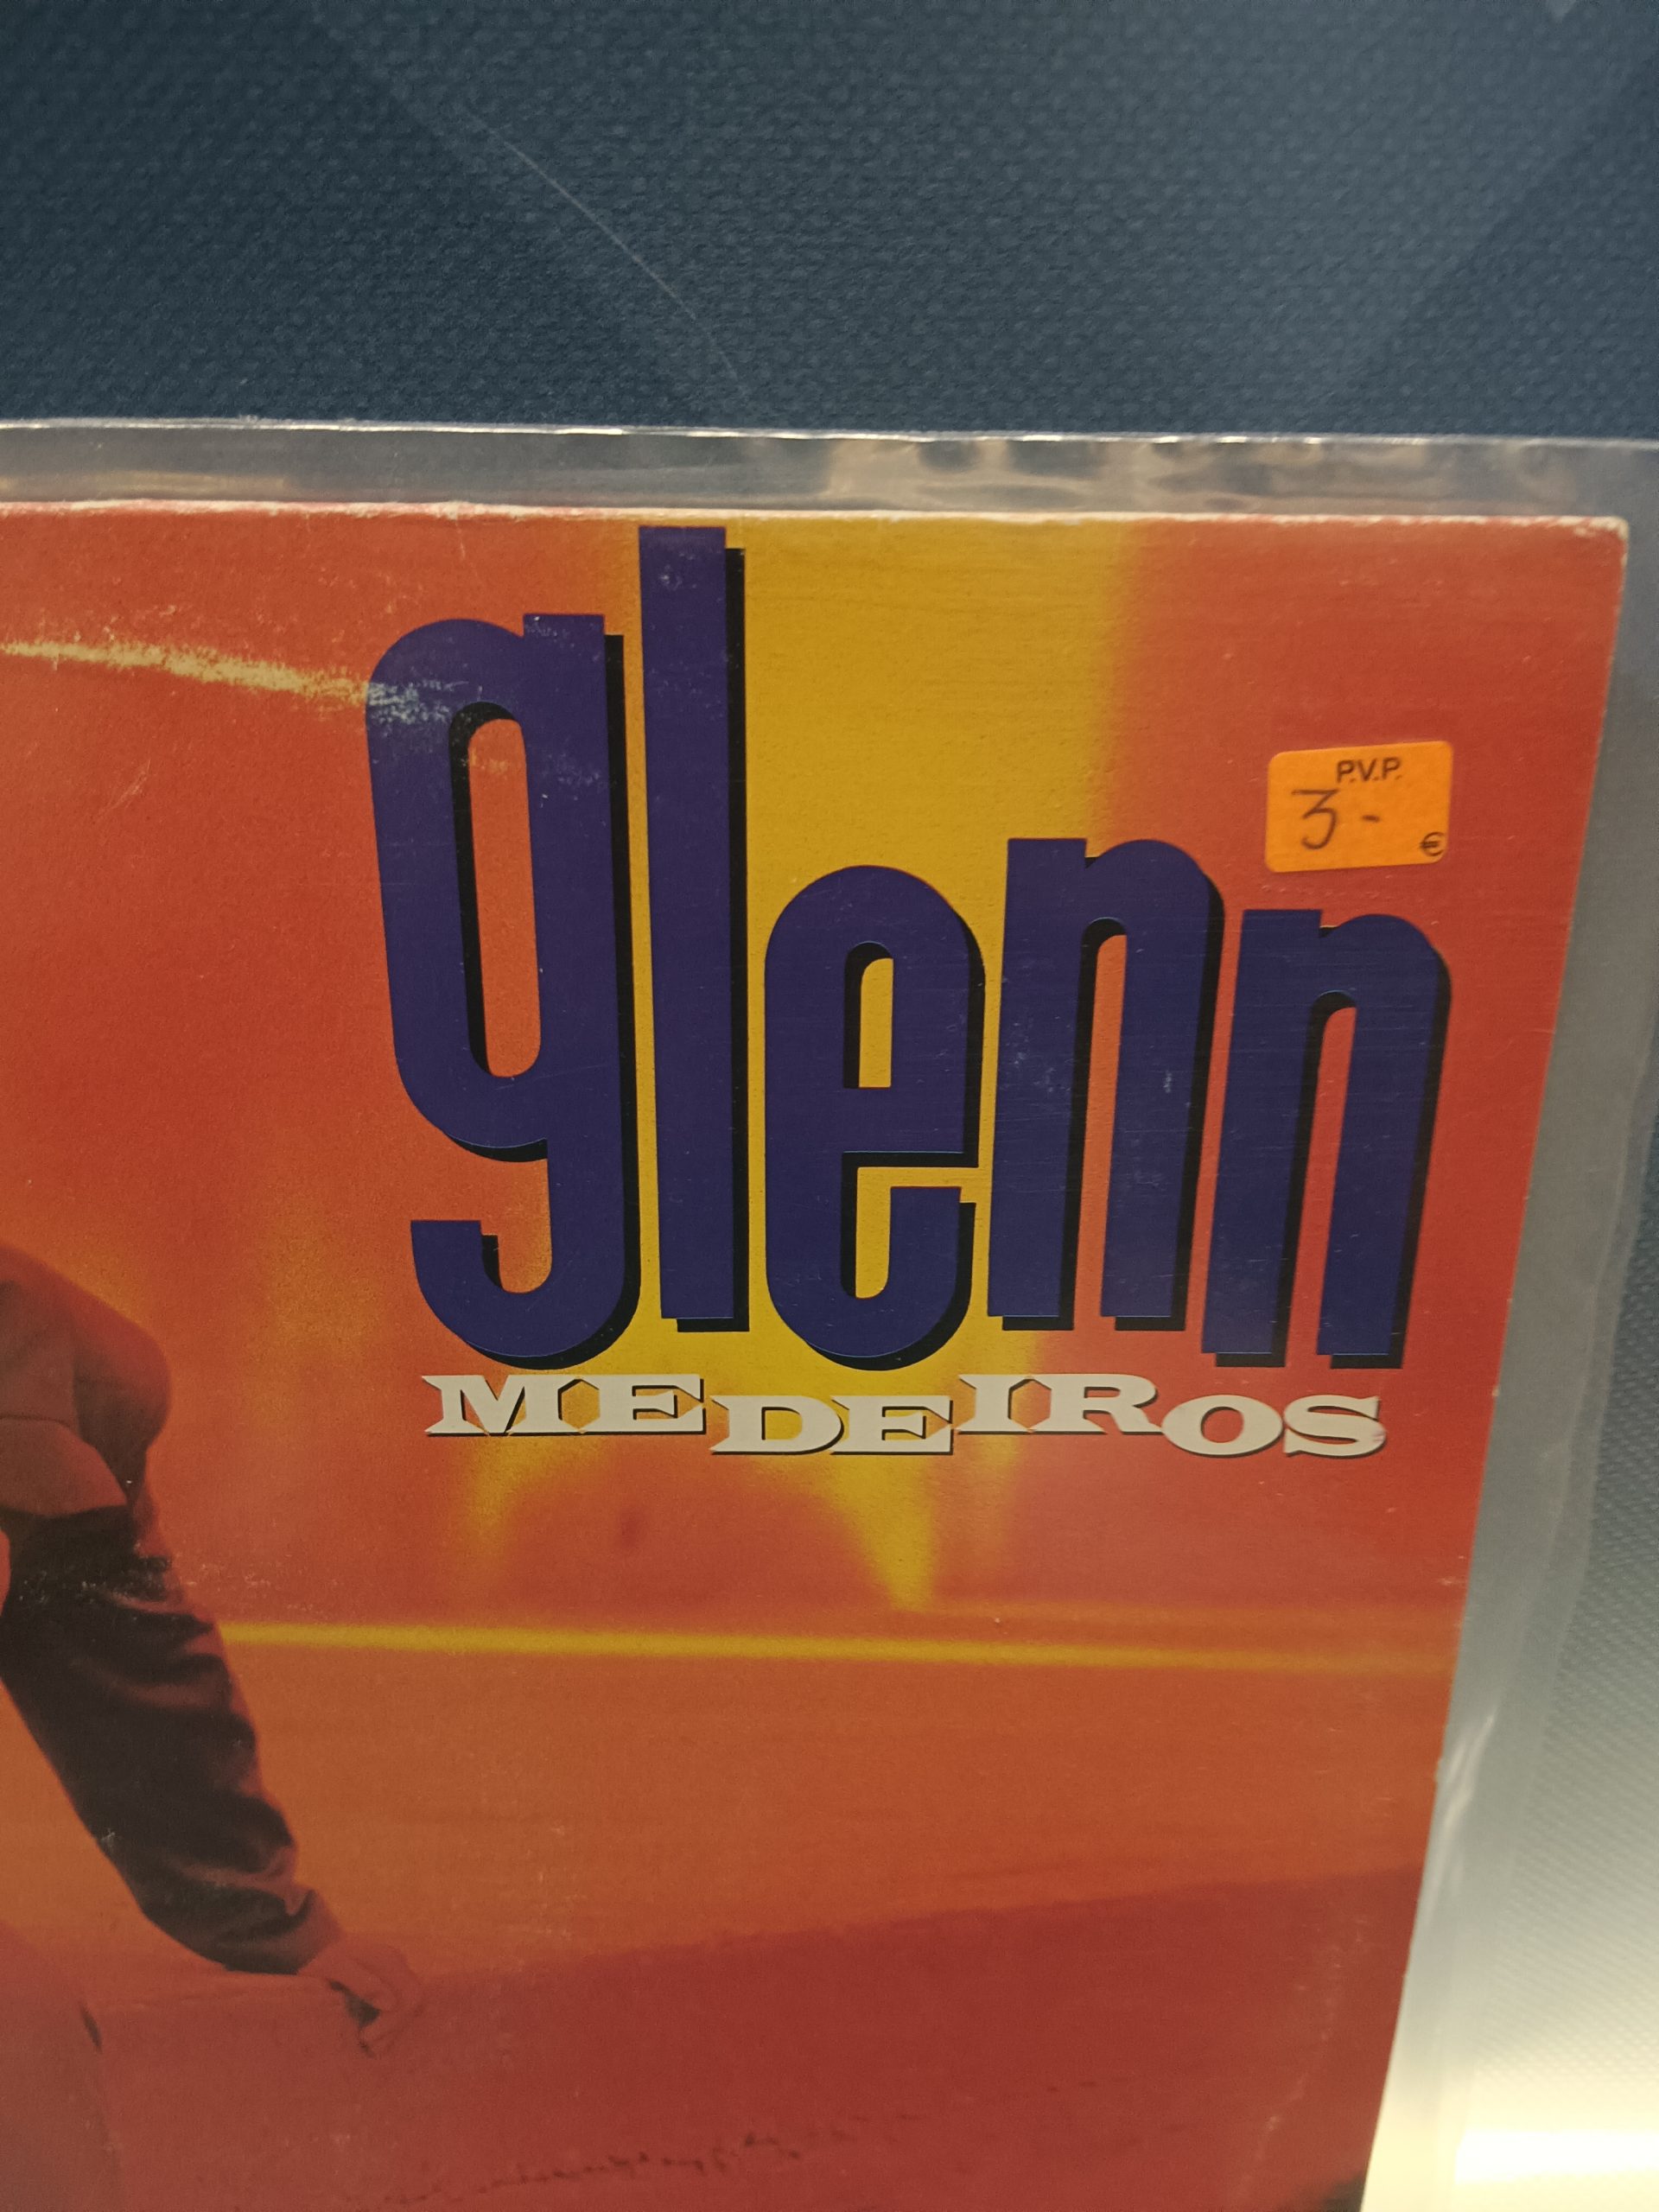 glenn
MEDEIROS
P.V.P.
3 -
€